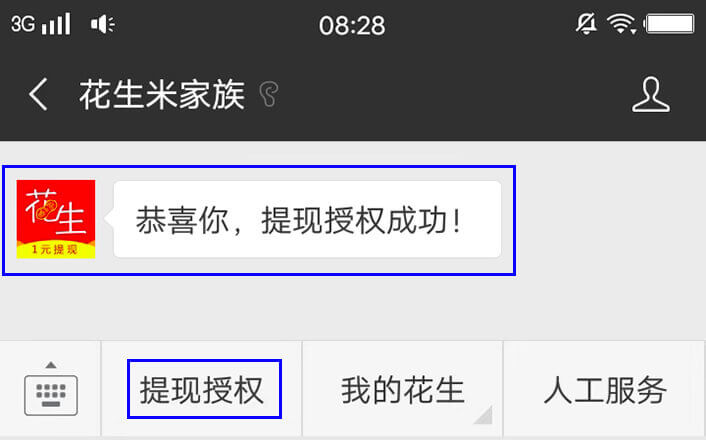 3G 08:28
花生米家族
花生
1元提现
恭喜你，提现授权成功！
提现授权 我的花生 人工服务